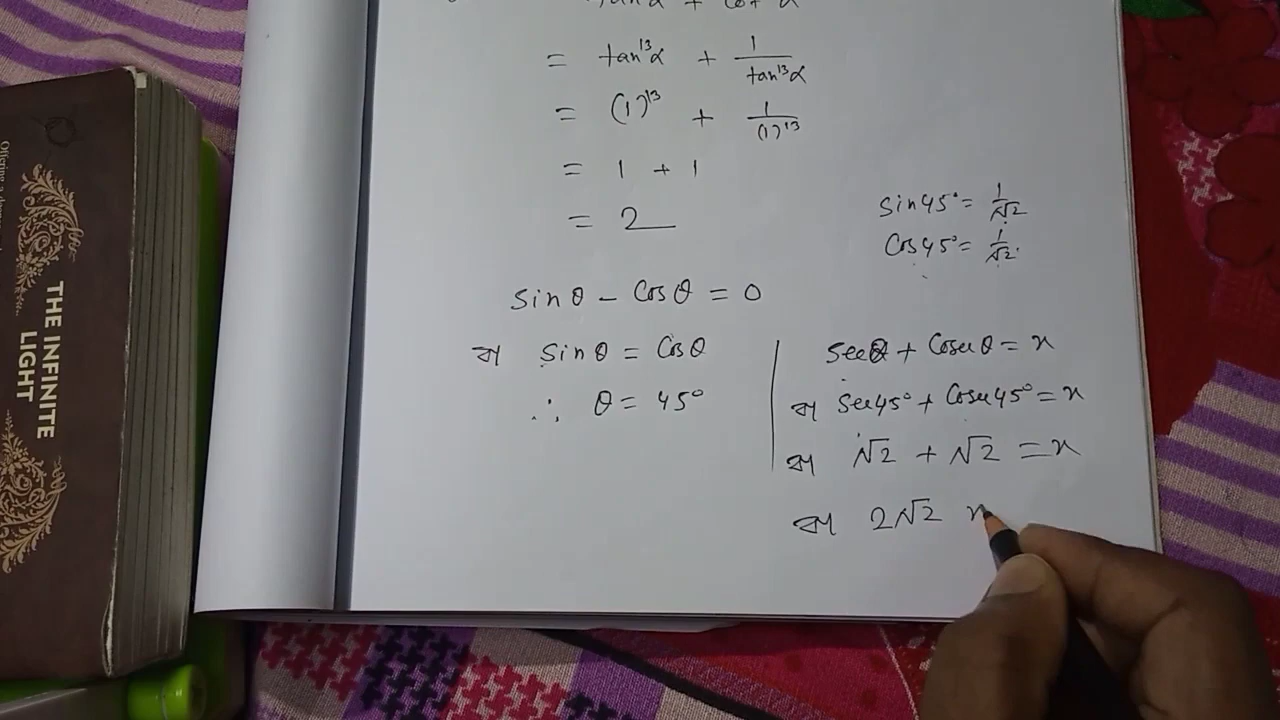 = tan¹³α + 1/tan¹³α
= (1)¹³ + 1/(1)¹³
= 1 + 1
= 2
sin45° = 1/√2
Cos45° = 1/√2
sinθ – Cosθ = 0
বা sinθ = Cosθ
∴ θ = 45°
secθ + Cosecθ = x
বা sec45° + Cosec45° = x
বা √2 + √2 = x
বা 2√2 x
THE INFINITE
LIGHT
Offering a